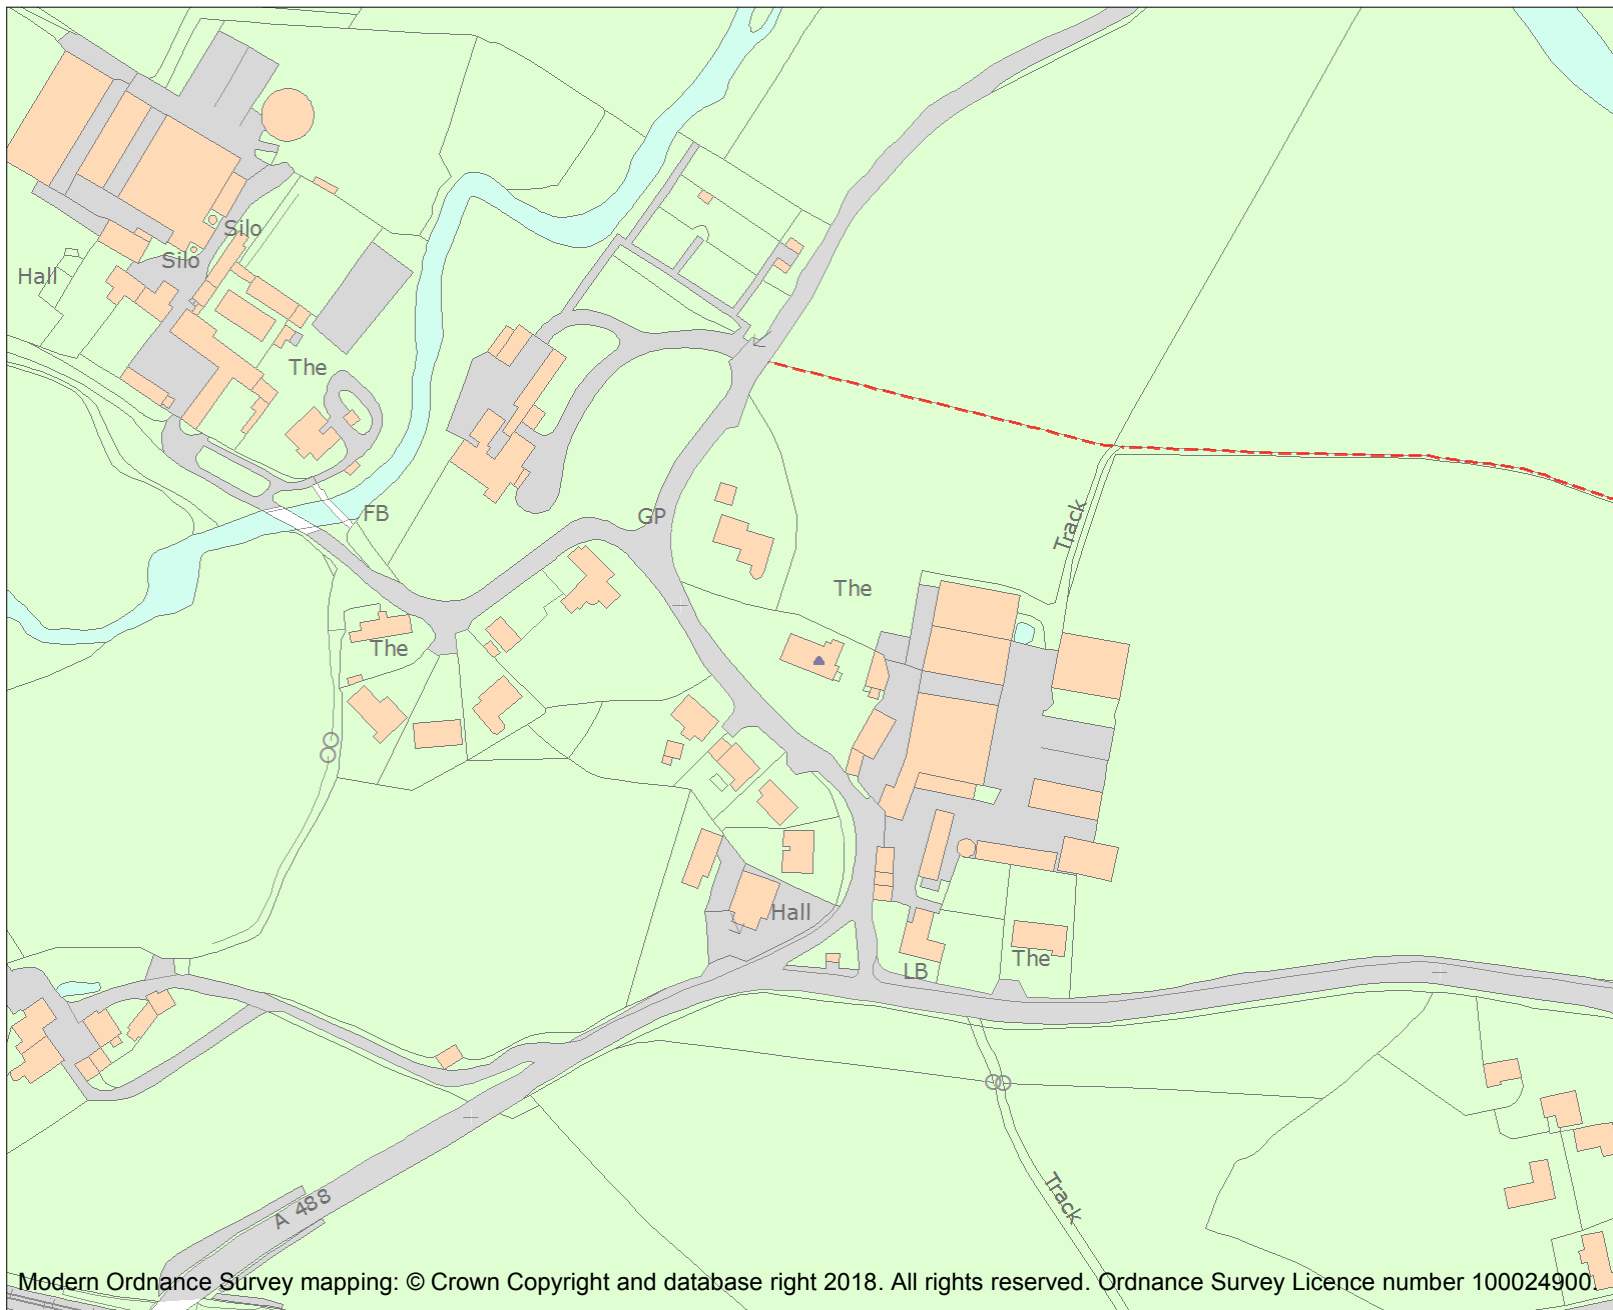 Silo
Silo
Hall
The
FB
GP
Track
The
The
Hall
LB
The
Track
A 488
Modern Ordnance Survey mapping: © Crown Copyright and database right 2018. All rights reserved. Ordnance Survey Licence number 100024900.